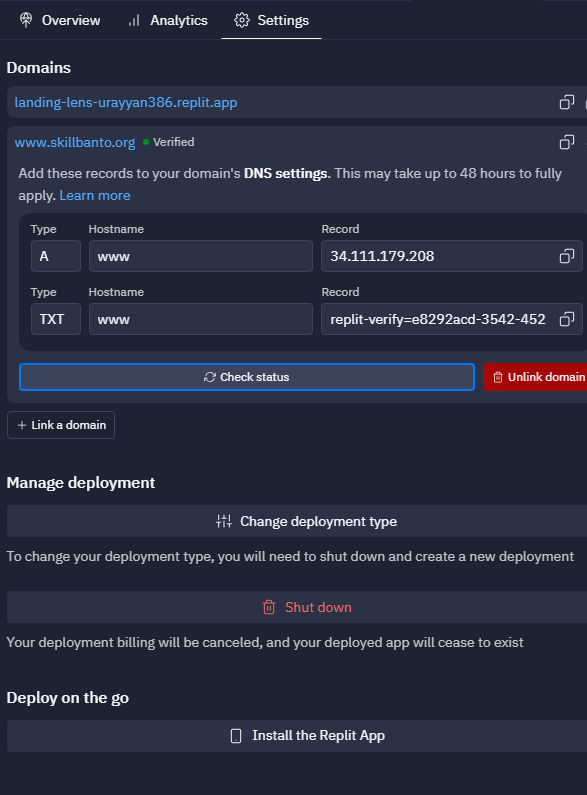 Overview Analytics Settings
Domains
landing-lens-urayyan386.replit.app
www.skillbanto.org Verified
Add these records to your domain's DNS settings. This may take up to 48 hours to fully
apply. Learn more
Type Hostname Record
A www 34.111.179.208
Type Hostname Record
TXT www replit-verify=e8292acd-3542-452
Check status Unlink domain
+ Link a domain
Manage deployment
Change deployment type
To change your deployment type, you will need to shut down and create a new deployment
Shut down
Your deployment billing will be canceled, and your deployed app will cease to exist
Deploy on the go
Install the Replit App